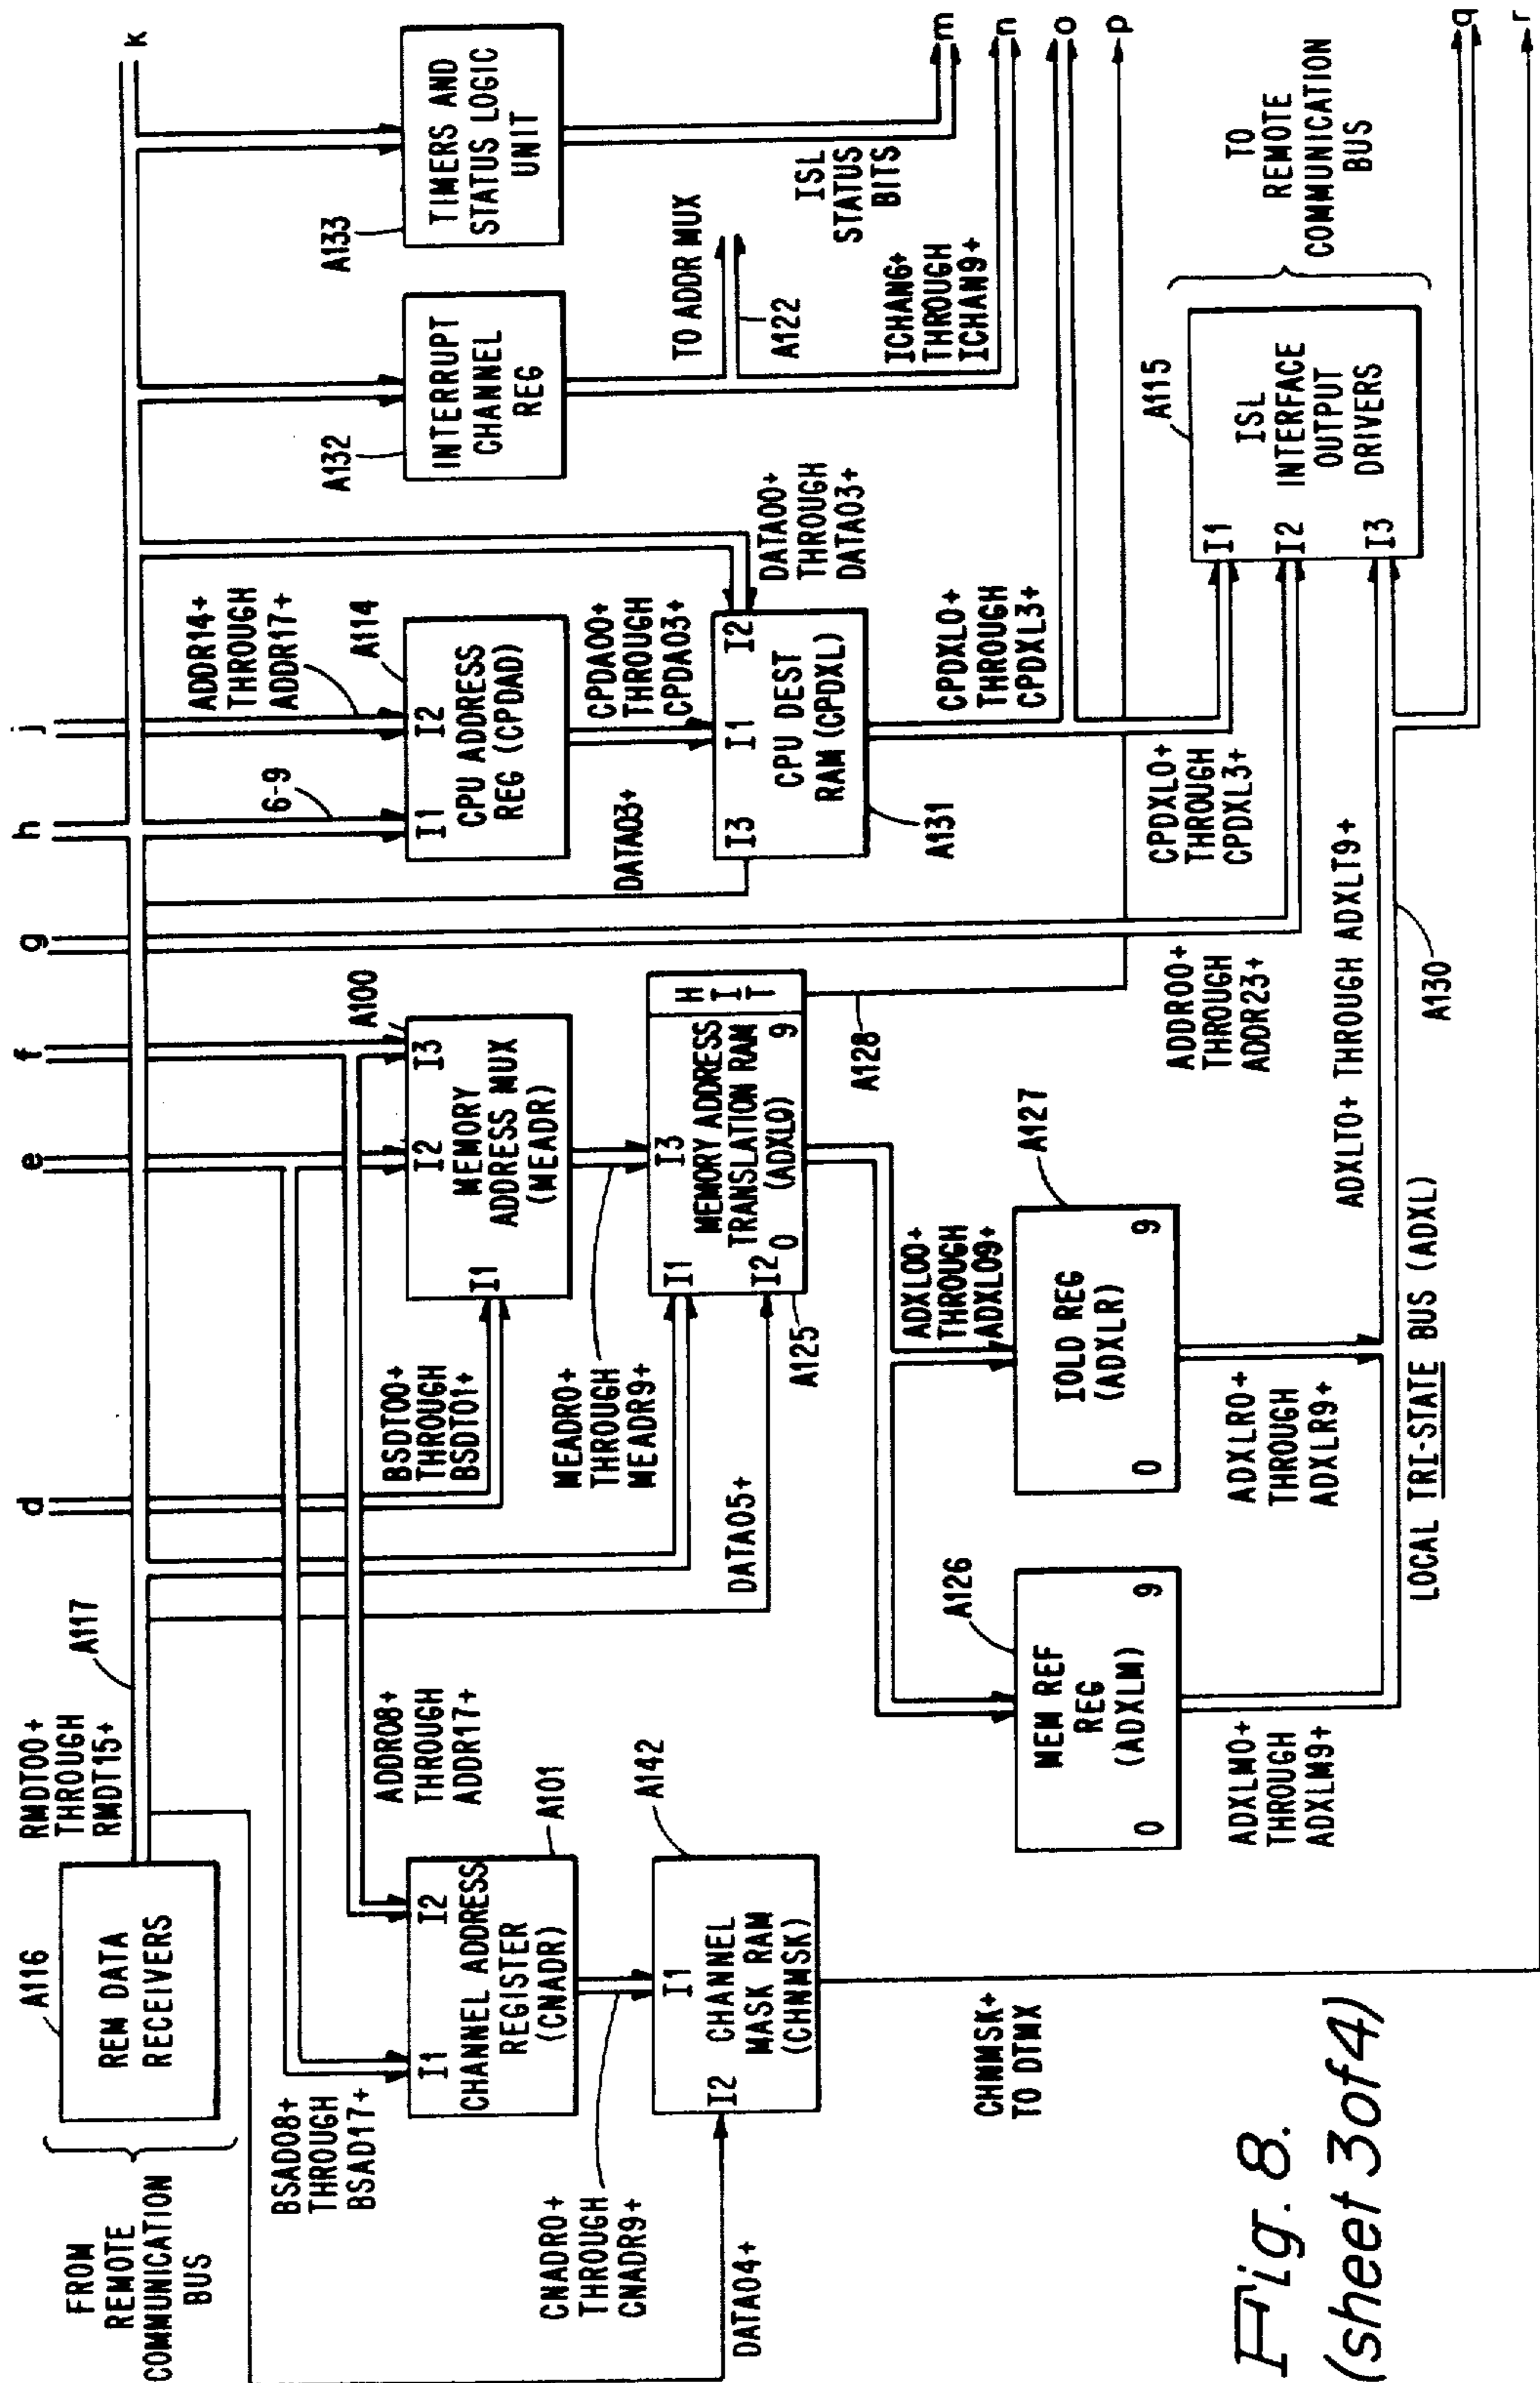 FROM
REMOTE
COMMUNICATION
BUS
A116
REM DATA
RECEIVERS
RMDT00+
THROUGH
RMDT15+
A117
d
e
f
g
h
j
k
BSAD08+
THROUGH
BSAD17+
ADDR08+
THROUGH
ADDR17+
A101
I1
I2
CHANNEL ADDRESS
REGISTER
(CNADR)
CNADR0+
THROUGH
CNADR9+
A142
I1
I2
CHANNEL
MASK RAM
(CHNMSK)
DATA04+
CHNMSK+
TO DTMX
BSDT00+
THROUGH
BSDT01+
A100
I1
I2
I3
MEMORY
ADDRESS MUX
(MEADR)
MEADR0+
THROUGH
MEADR9+
DATA05+
I1
I3
I2
MEMORY ADDRESS
TRANSLATION RAM
(ADXL0)
0
9
H
I
T
A125
A128
A126
MEM REF
REG
(ADXLM)
0
9
ADXL00+
THROUGH
ADXL09+
A127
IOLD REG
(ADXLR)
0
9
ADXLM0+
THROUGH
ADXLM9+
ADXLR0+
THROUGH
ADXLR9+
LOCAL TRI-STATE BUS (ADXL)
ADXLT0+ THROUGH ADXLT9+
A130
6-9
ADDR14+
THROUGH
ADDR17+
A114
I1
I2
CPU ADDRESS
REG (CPDAD)
DATA03+
CPDA00+
THROUGH
CPDA03+
DATA00+
THROUGH
DATA03+
I3
I1
I2
CPU DEST
RAM (CPDXL)
A131
CPDXL0+
THROUGH
CPDXL3+
CPDXL0+
THROUGH
CPDXL3+
ADDR00+
THROUGH
ADDR23+
A132
INTERRUPT
CHANNEL
REG
TO ADDR MUX
A122
ICHAN6+
THROUGH
ICHAN9+
A133
TIMERS AND
STATUS LOGIC
UNIT
ISL
STATUS
BITS
A115
I1
I2
I3
ISL
INTERFACE
OUTPUT
DRIVERS
TO
REMOTE
COMMUNICATION
BUS
m
n
o
p
q
r
Fig. 8.
(sheet 3 of 4)